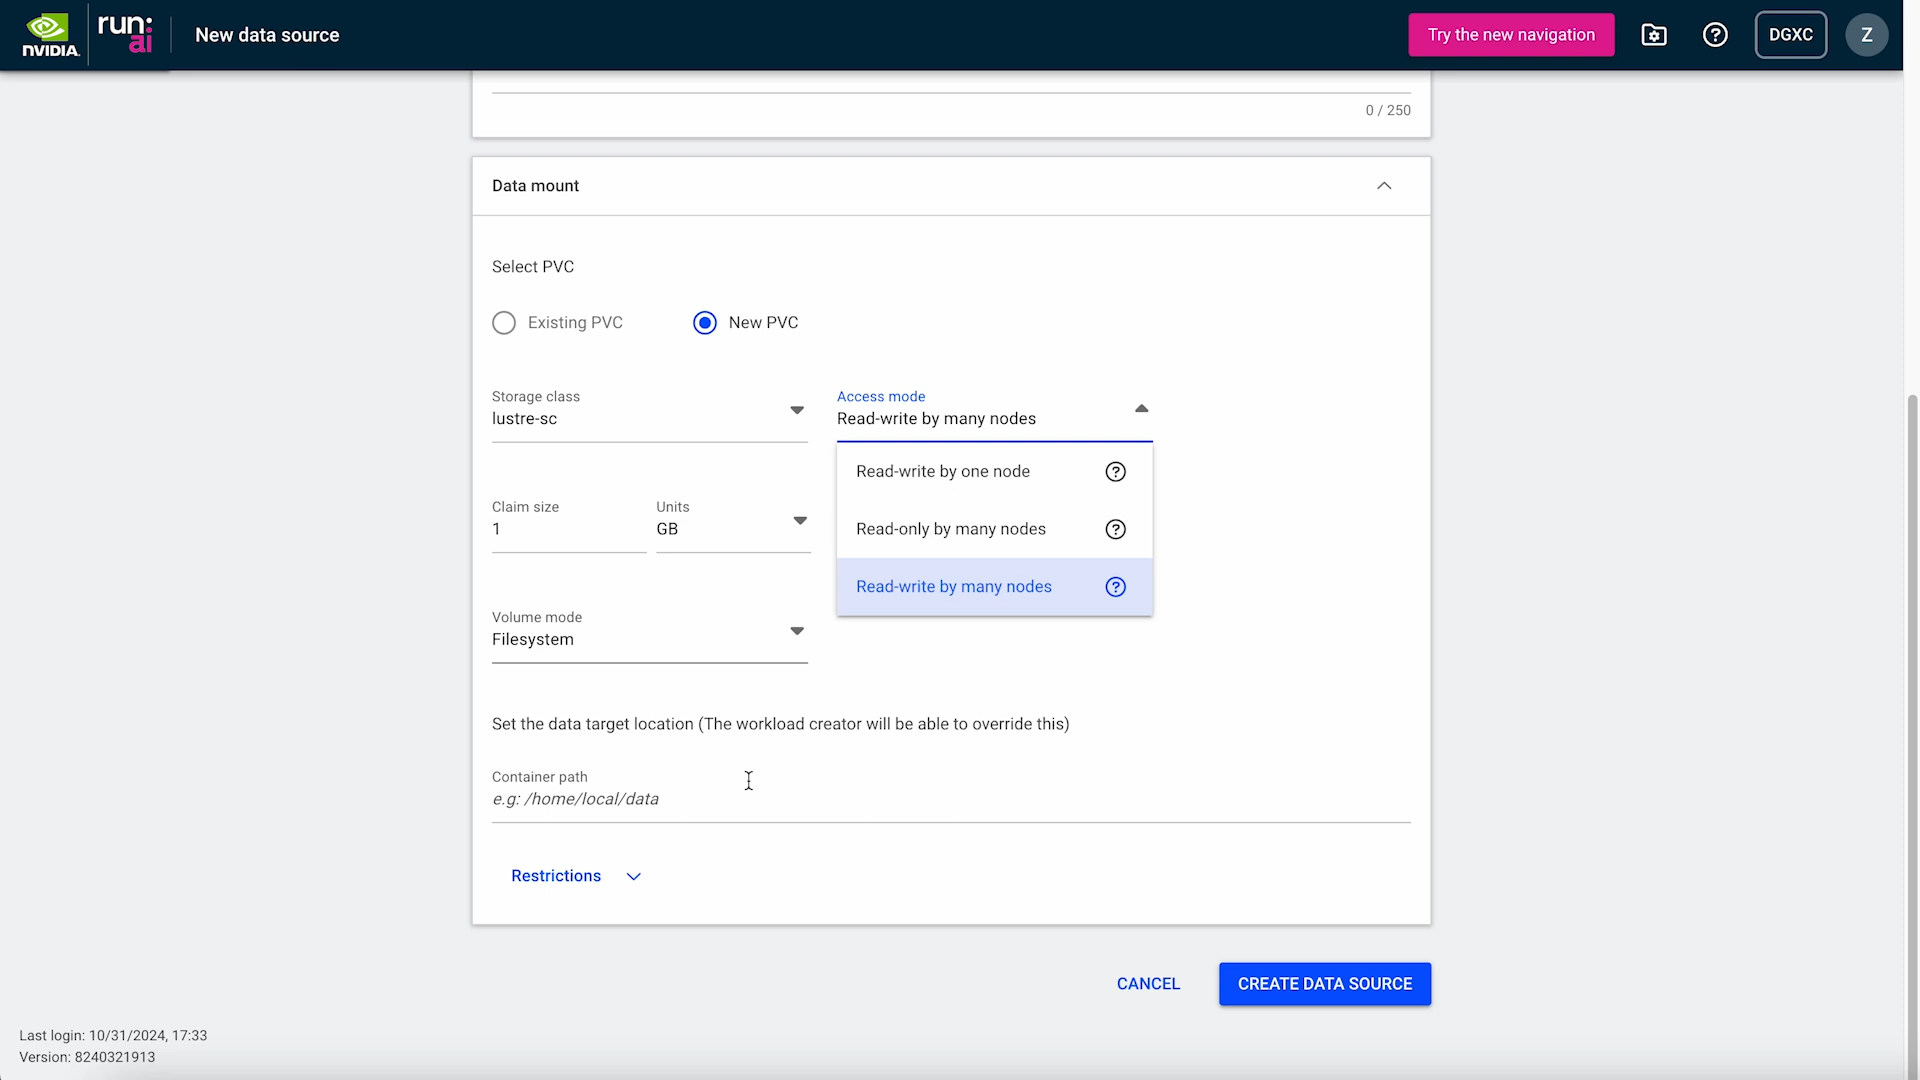 NVIDIA
run:
ai
New data source
Try the new navigation
DGXC
Z
0 / 250
Data mount
Select PVC
Existing PVC
New PVC
Storage class
lustre-sc
Access mode
Read-write by many nodes
Read-write by one node
Read-only by many nodes
Read-write by many nodes
Claim size
1
Units
GB
Volume mode
Filesystem
Set the data target location (The workload creator will be able to override this)
Container path
e.g: /home/local/data
Restrictions
CANCEL
CREATE DATA SOURCE
Last login: 10/31/2024, 17:33
Version: 8240321913